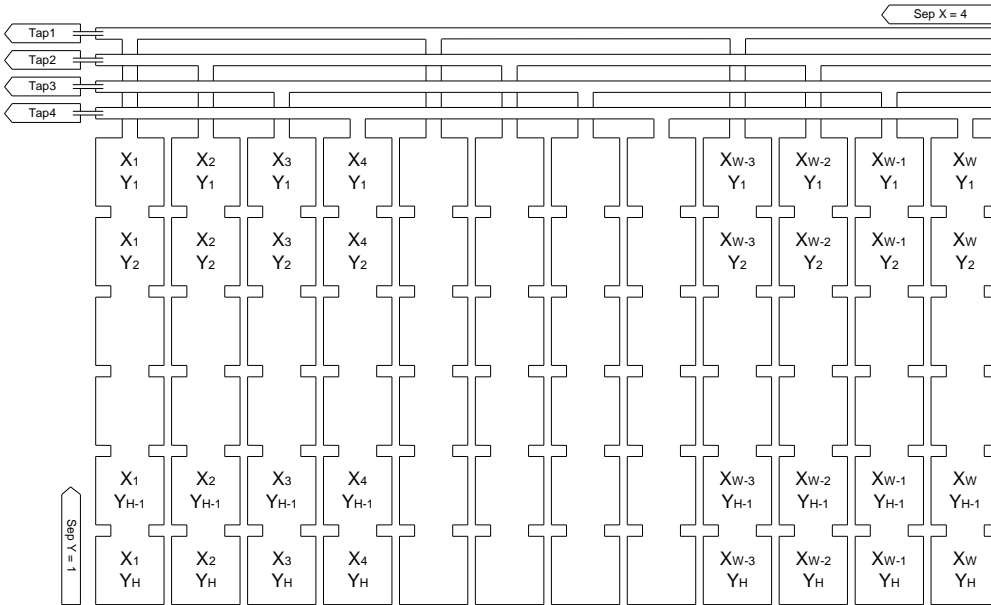 Sep X = 4
Tap1
Tap2
Tap3
Tap4
X1 X2 X3 X4 XW-3 XW-2 XW-1 XW
Y1 Y1 Y1 Y1 Y1 Y1 Y1 Y1
X1 X2 X3 X4 XW-3 XW-2 XW-1 XW
Y2 Y2 Y2 Y2 Y2 Y2 Y2 Y2
X1 X2 X3 X4 XW-3 XW-2 XW-1 XW
YH-1 YH-1 YH-1 YH-1 YH-1 YH-1 YH-1 YH-1
Sep Y = 1
X1 X2 X3 X4 XW-3 XW-2 XW-1 XW
YH YH YH YH YH YH YH YH